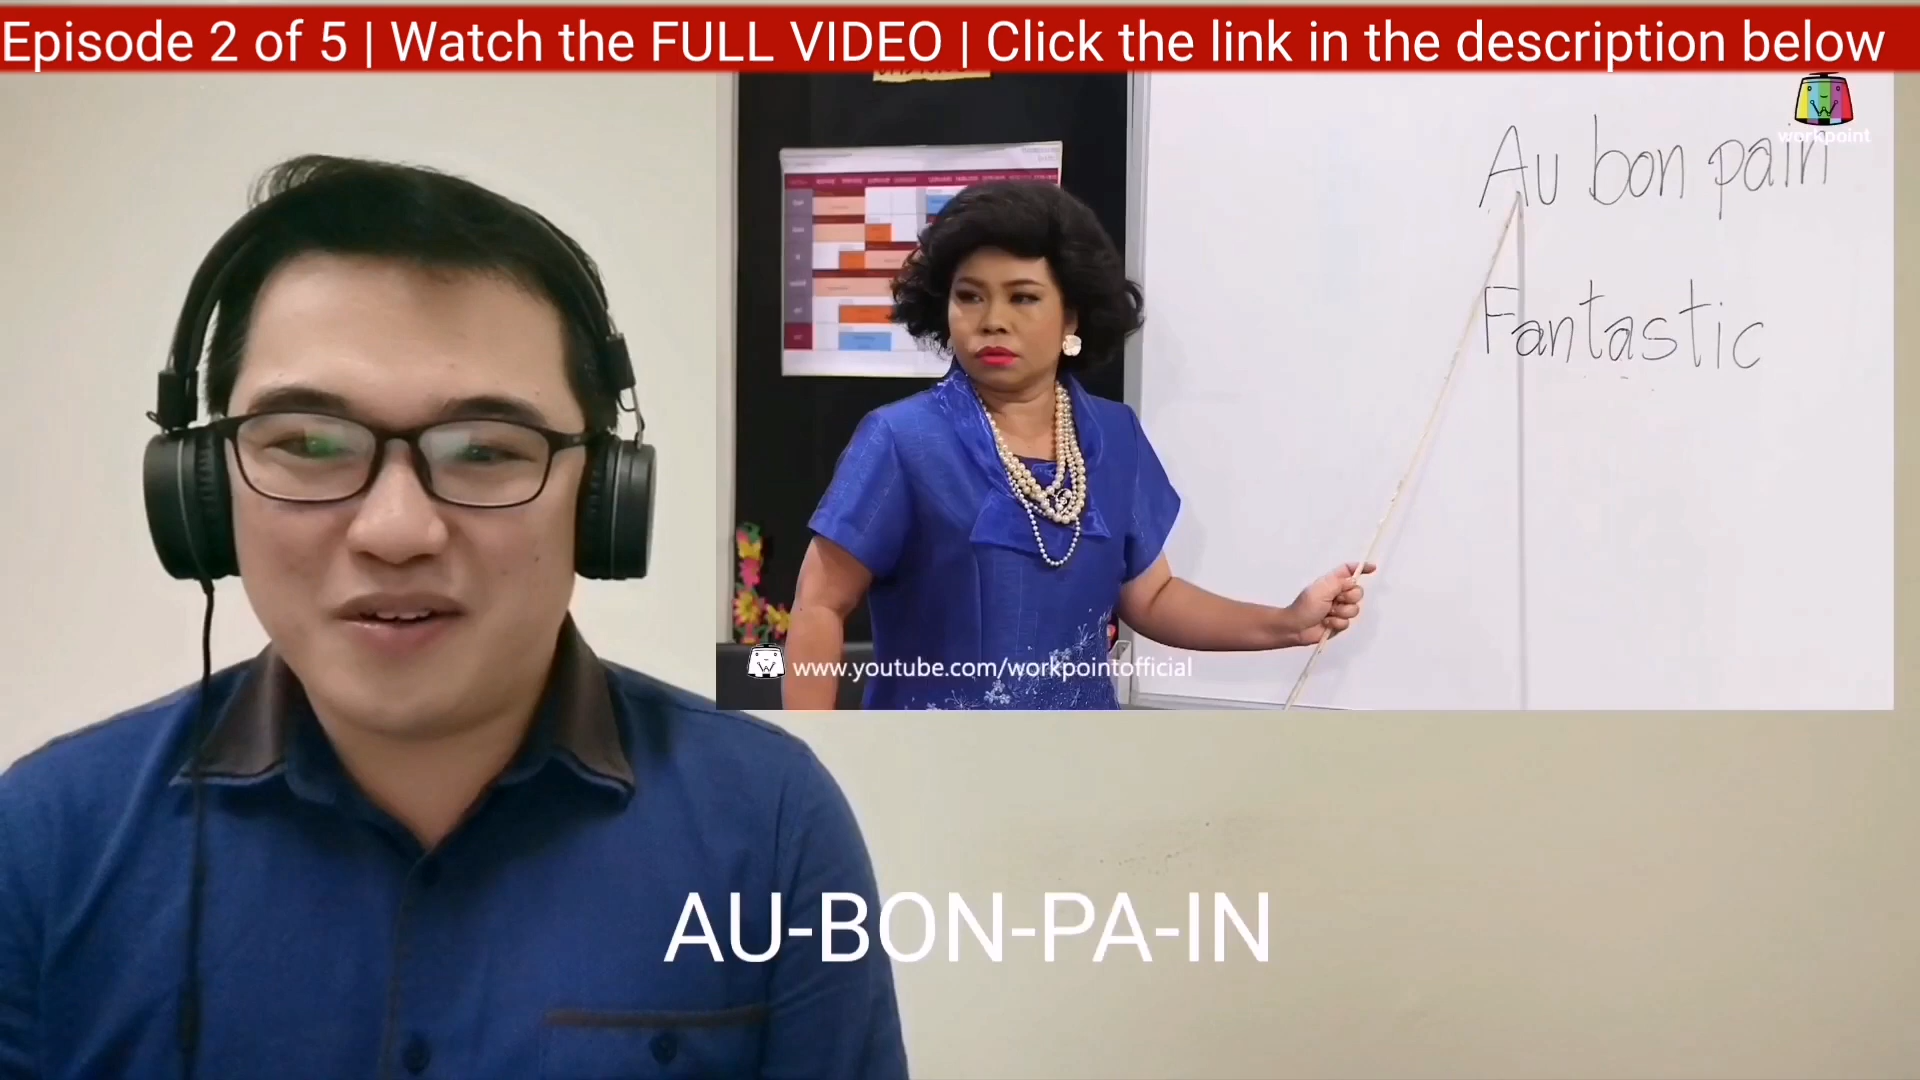 Episode 2 of 5 | Watch the FULL VIDEO | Click the link in the description below
workpoint
Au bon pain
Fantastic
www.youtube.com/workpointofficial
AU-BON-PA-IN